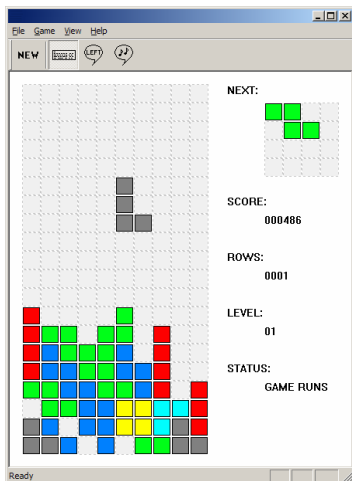 File Game View Help
NEW
LEFT
NEXT:
SCORE:
000486
ROWS:
0001
LEVEL:
01
STATUS:
GAME RUNS
Ready